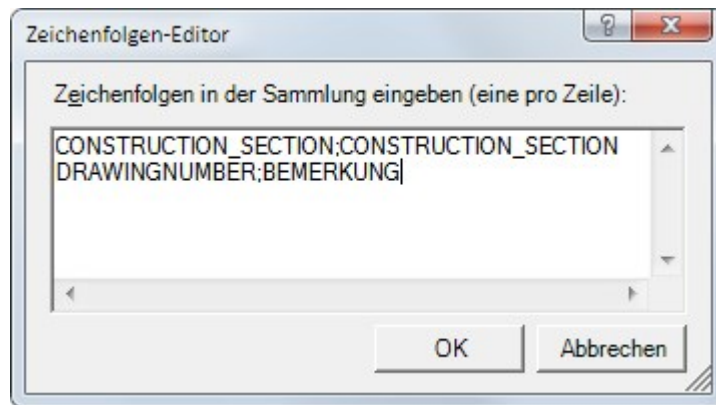 Zeichenfolgen-Editor
Zeichenfolgen in der Sammlung eingeben (eine pro Zeile):
CONSTRUCTION_SECTION;CONSTRUCTION_SECTION
DRAWINGNUMBER;BEMERKUNG
OK Abbrechen